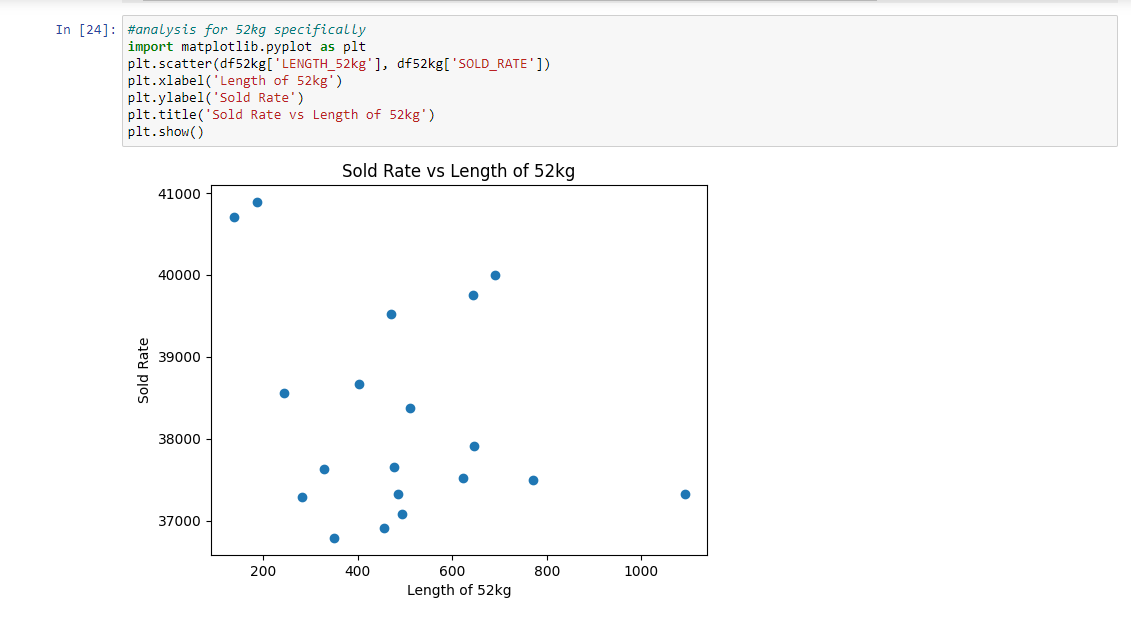 In [24]: #analysis for 52kg specifically
import matplotlib.pyplot as plt
plt.scatter(df52kg['LENGTH_52kg'], df52kg['SOLD_RATE'])
plt.xlabel('Length of 52kg')
plt.ylabel('Sold Rate')
plt.title('Sold Rate vs Length of 52kg')
plt.show()
Sold Rate vs Length of 52kg
41000
40000
39000
38000
37000
Sold Rate
200 400 600 800 1000
Length of 52kg